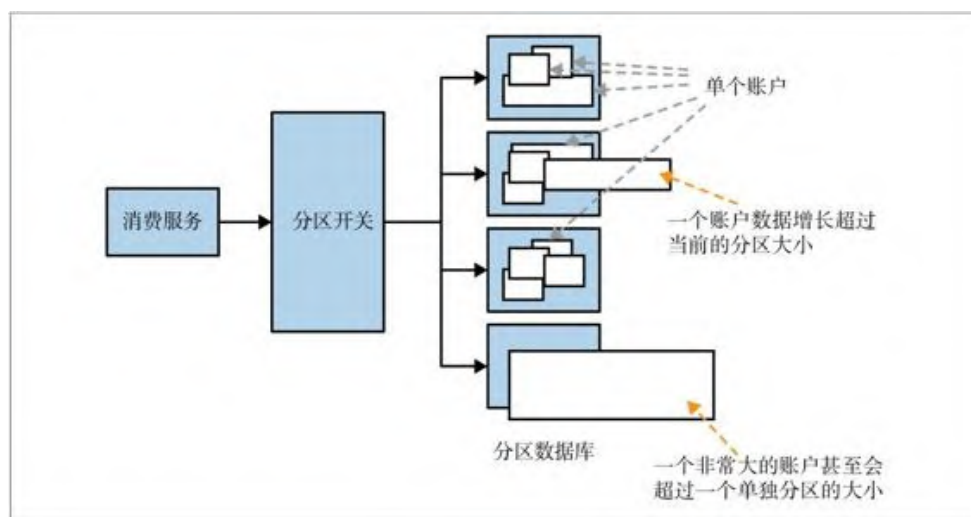 单个账户
消费服务
分区开关
一个账户数据增长超过
当前的分区大小
分区数据库
一个非常大的账户甚至会
超过一个单独分区的大小